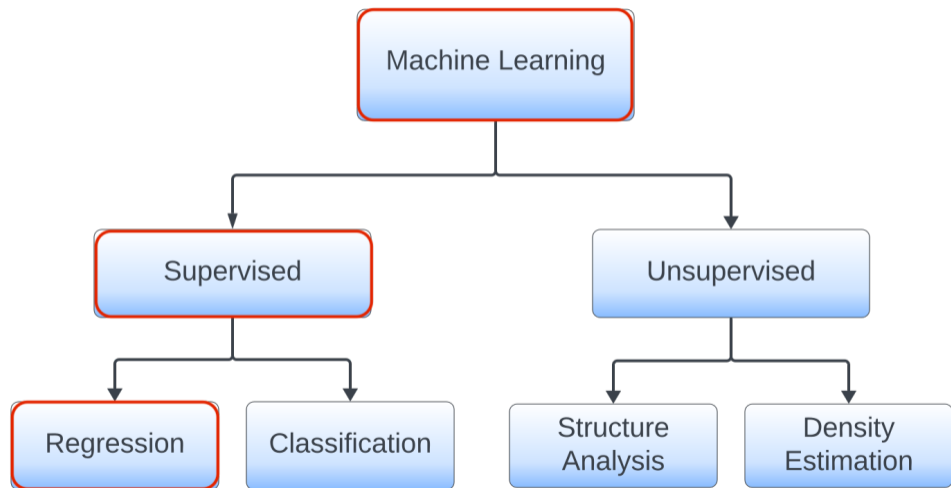 Machine Learning
Supervised
Unsupervised
Regression
Classification
Structure
Analysis
Density
Estimation